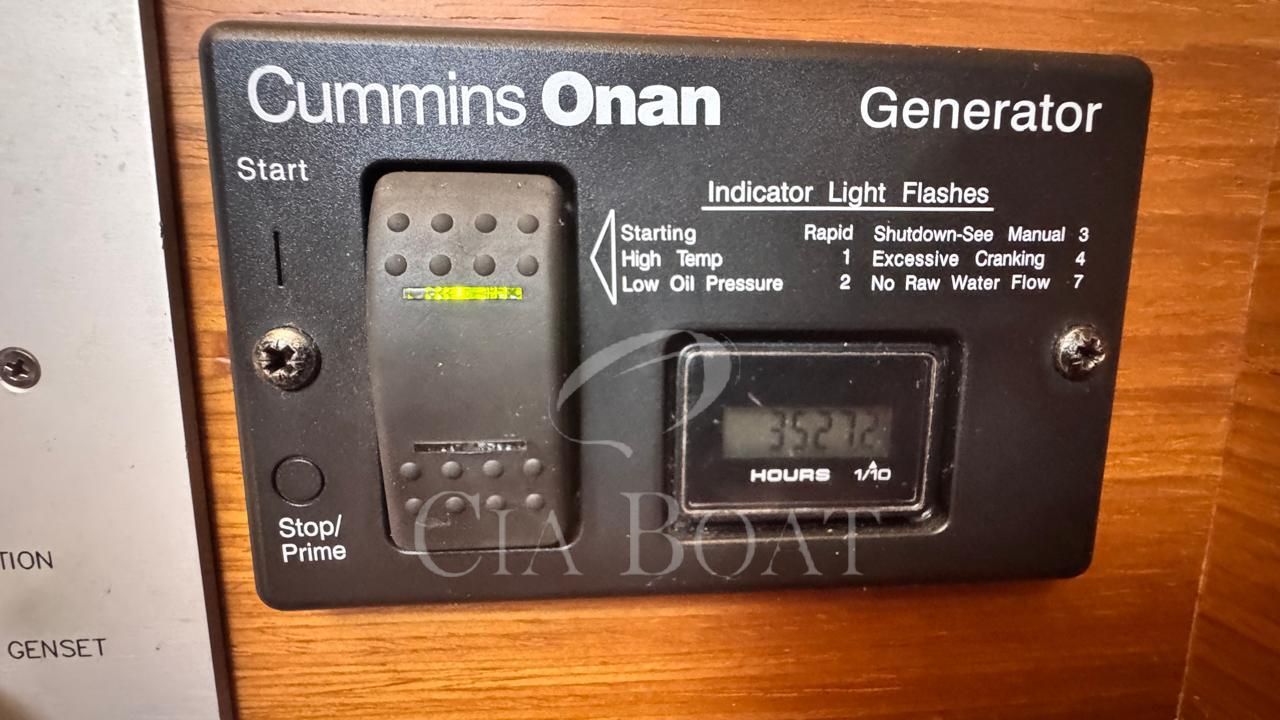 Cummins Onan Generator
Start
Indicator Light Flashes
Starting Rapid Shutdown-See Manual 3
High Temp 1 Excessive Cranking 4
Low Oil Pressure 2 No Raw Water Flow 7
35272
HOURS 1/10
Stop/
Prime
CIA BOAT
TION
GENSET